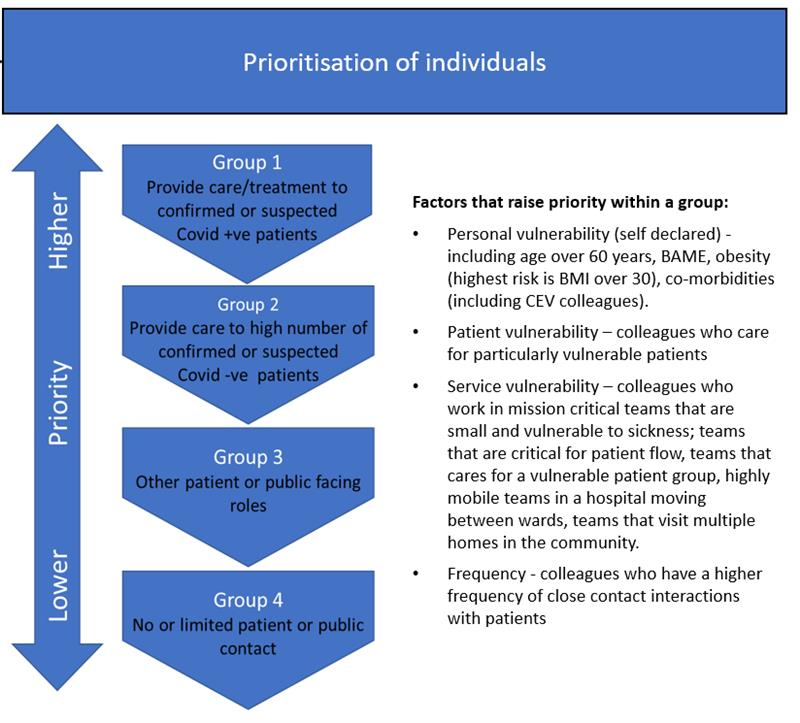 Prioritisation of individuals
Higher
Priority
Lower
Group 1
Provide care/treatment to
confirmed or suspected
Covid +ve patients
Group 2
Provide care to high number of
confirmed or suspected
Covid -ve patients
Group 3
Other patient or public facing
roles
Group 4
No or limited patient or public
contact
Factors that raise priority within a group:
• Personal vulnerability (self declared) -
including age over 60 years, BAME, obesity
(highest risk is BMI over 30), co-morbidities
(including CEV colleagues).
• Patient vulnerability – colleagues who care
for particularly vulnerable patients
• Service vulnerability – colleagues who
work in mission critical teams that are
small and vulnerable to sickness; teams
that are critical for patient flow, teams that
cares for a vulnerable patient group, highly
mobile teams in a hospital moving
between wards, teams that visit multiple
homes in the community.
• Frequency - colleagues who have a higher
frequency of close contact interactions
with patients